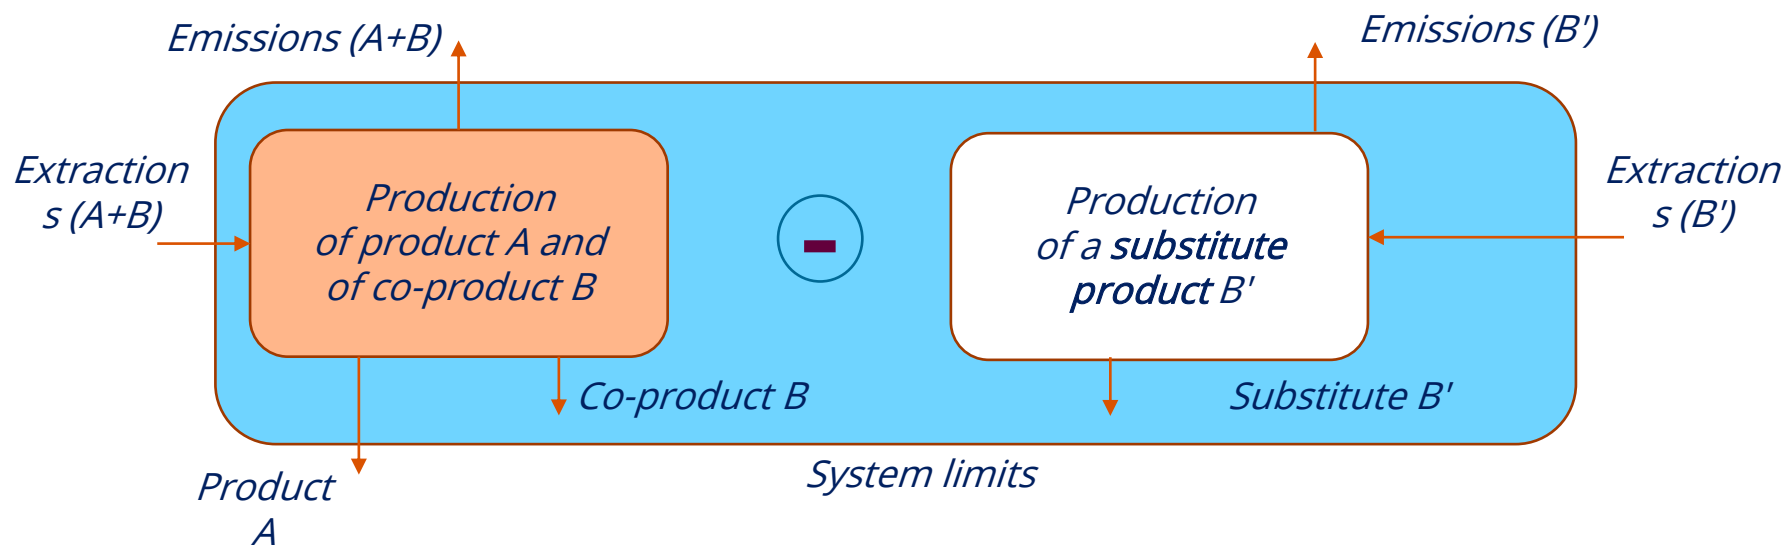 Emissions (A+B)
Emissions (B')
Extraction
s (A+B)
Production
of product A and
of co-product B
-
Production
of a substitute
product B'
Extraction
s (B')
Co-product B
Substitute B'
System limits
Product
A